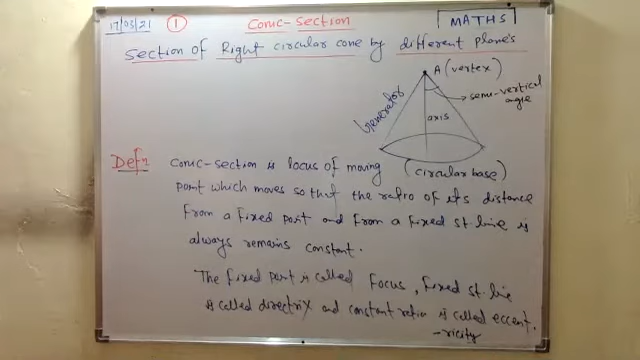 17/05/21 1 Conic-Section MATHS
Section of Right circular cone by different plane's
A (vertex)
semi-vertical angle
Generator
axis
(circular base)
Defn Conic-section is locus of moving
point which moves so that the ratio of its distance
from a fixed point and from a fixed st. line is
always remains constant.
The fixed point is called Focus, fixed st. line
is called directrix and constant ratio is called eccent.
-ricity